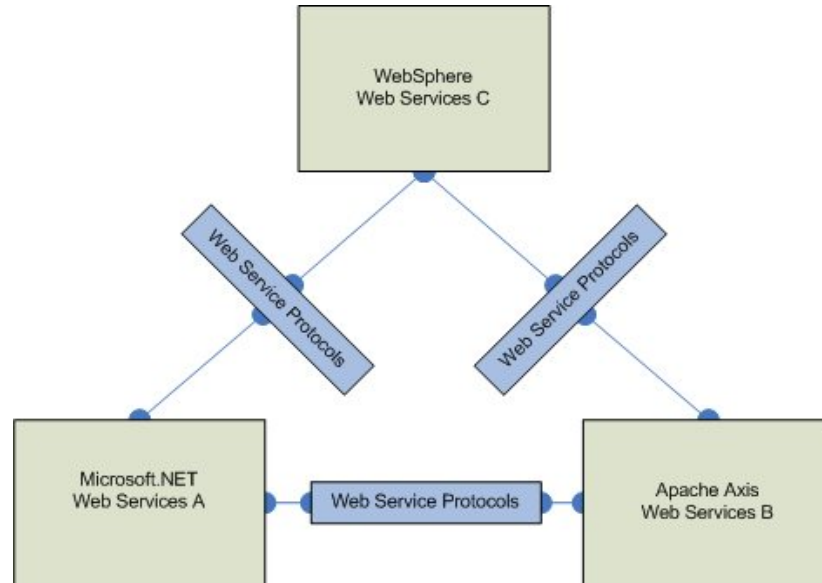 WebSphere
Web Services C
Web Service Protocols
Web Service Protocols
Microsoft.NET
Web Services A
Web Service Protocols
Apache Axis
Web Services B